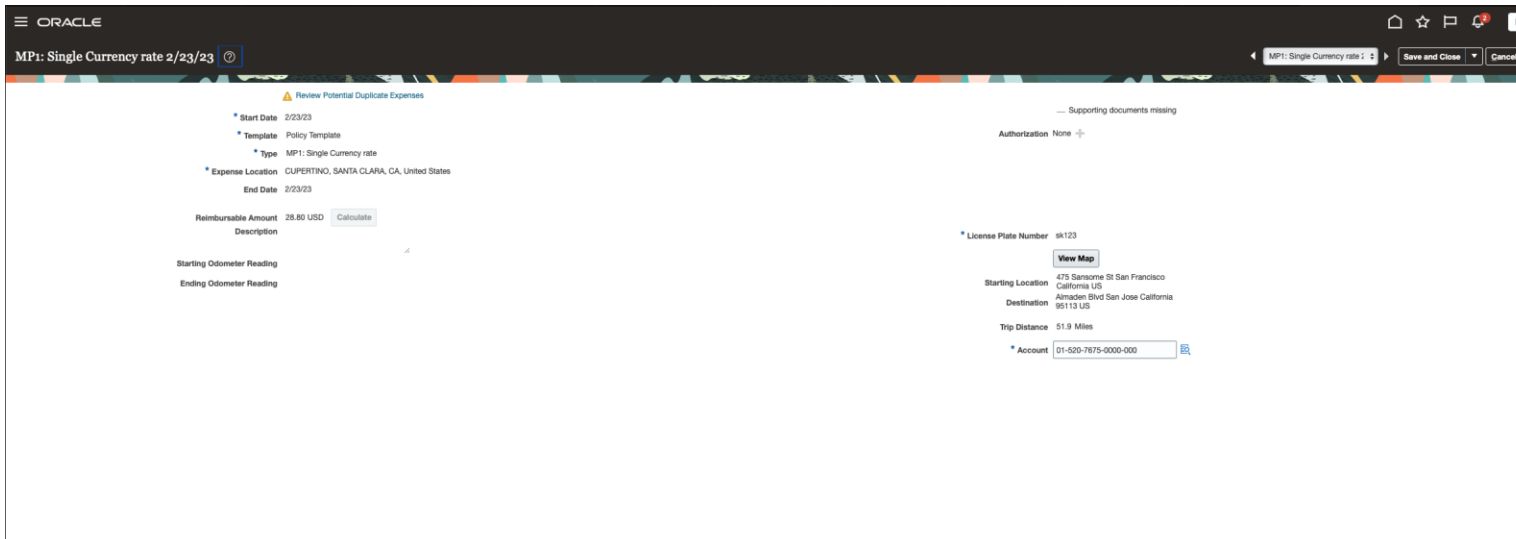 ORACLE
2
MP1: Single Currency rate 2/23/23
MP1: Single Currency rate
Save and Close
Cancel
Review Potential Duplicate Expenses
* Start Date 2/23/23
* Template Policy Template
* Type MP1: Single Currency rate
* Expense Location CUPERTINO, SANTA CLARA, CA, United States
End Date 2/23/23
Reimbursable Amount 28.80 USD Calculate
Description
Starting Odometer Reading
Ending Odometer Reading
Supporting documents missing
Authorization None
* License Plate Number sk123
View Map
Starting Location 475 Sansome St San Francisco
California US
Destination Almaden Blvd San Jose California
95113 US
Trip Distance 51.9 Miles
* Account 01-520-7675-0000-000